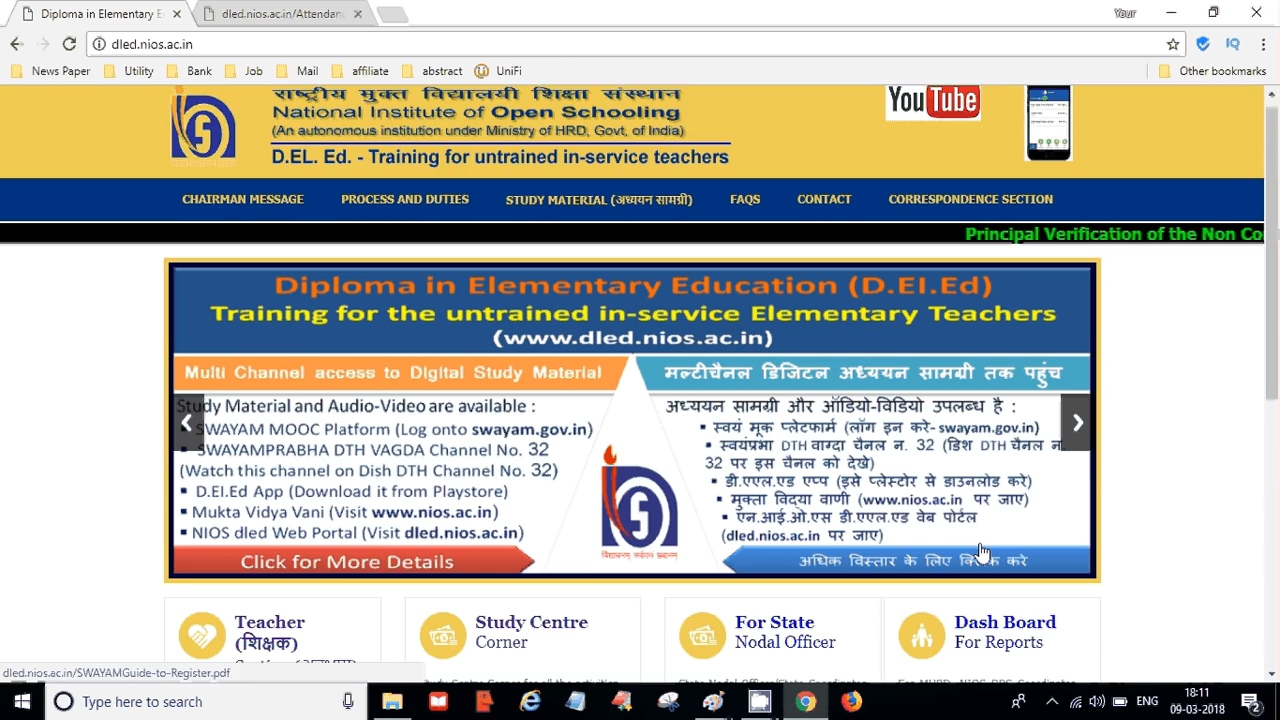 Diploma in Elementary E
dled.nios.ac.in/Attendan
Your
dled.nios.ac.in
News Paper
Utility
Bank
Job
Mail
affiliate
abstract
UniFi
Other bookmarks
राष्ट्रीय मुक्त विद्यालयी शिक्षा संस्थान
National Institute of Open Schooling
(An autonomous institution under Ministry of HRD, Govt, of India)
D.EL. Ed. - Training for untrained in-service teachers
YouTube
CHAIRMAN MESSAGE
PROCESS AND DUTIES
STUDY MATERIAL (अध्ययन सामग्री)
FAQS
CONTACT
CORRESPONDENCE SECTION
Principal Verification of the Non Co
Diploma in Elementary Education (D.El.Ed)
Training for the untrained in-service Elementary Teachers
(www.dled.nios.ac.in)
Multi Channel access to Digital Study Material
Study Material and Audio-Video are available :
SWAYAM MOOC Platform (Log onto swayam.gov.in)
▪ SWAYAMPRABHA DTH VAGDA Channel No. 32
(Watch this channel on Dish DTH Channel No. 32)
▪ D.El.Ed App (Download it from Playstore)
▪ Mukta Vidya Vani (Visit www.nios.ac.in)
▪ NIOS dled Web Portal (Visit dled.nios.ac.in)
Click for More Details
मल्टीचैनल डिजिटल अध्ययन सामग्री तक पहुंच
अध्ययन सामग्री और ऑडियो-विडियो उपलब्ध है :
▪ स्वयं मूक प्लेटफार्म (लॉग इन करे- swayam.gov.in)
▪ स्वयंप्रभा DTH वाग्दा चैनल न. 32 (डिश DTH चैनल न
32 पर इस चैनल को देखे)
▪ डी.एएल.एड एप्प (इसे प्लेस्टोर से डाउनलोड करे)
▪ मुक्ता विद्या वाणी (www.nios.ac.in पर जाए)
▪ एन.आई.ओ.एस डी.एएल.एड वेब पोर्टल
(dled.nios.ac.in पर जाए)
अधिक विस्तार के लिए क्लिक करे
Teacher
(शिक्षक)
Study Centre
Corner
For State
Nodal Officer
Dash Board
For Reports
dled.nios.ac.in/SWAYAMGuide-to-Register.pdf
Type here to search
ENG
18:11
09-03-2018
2